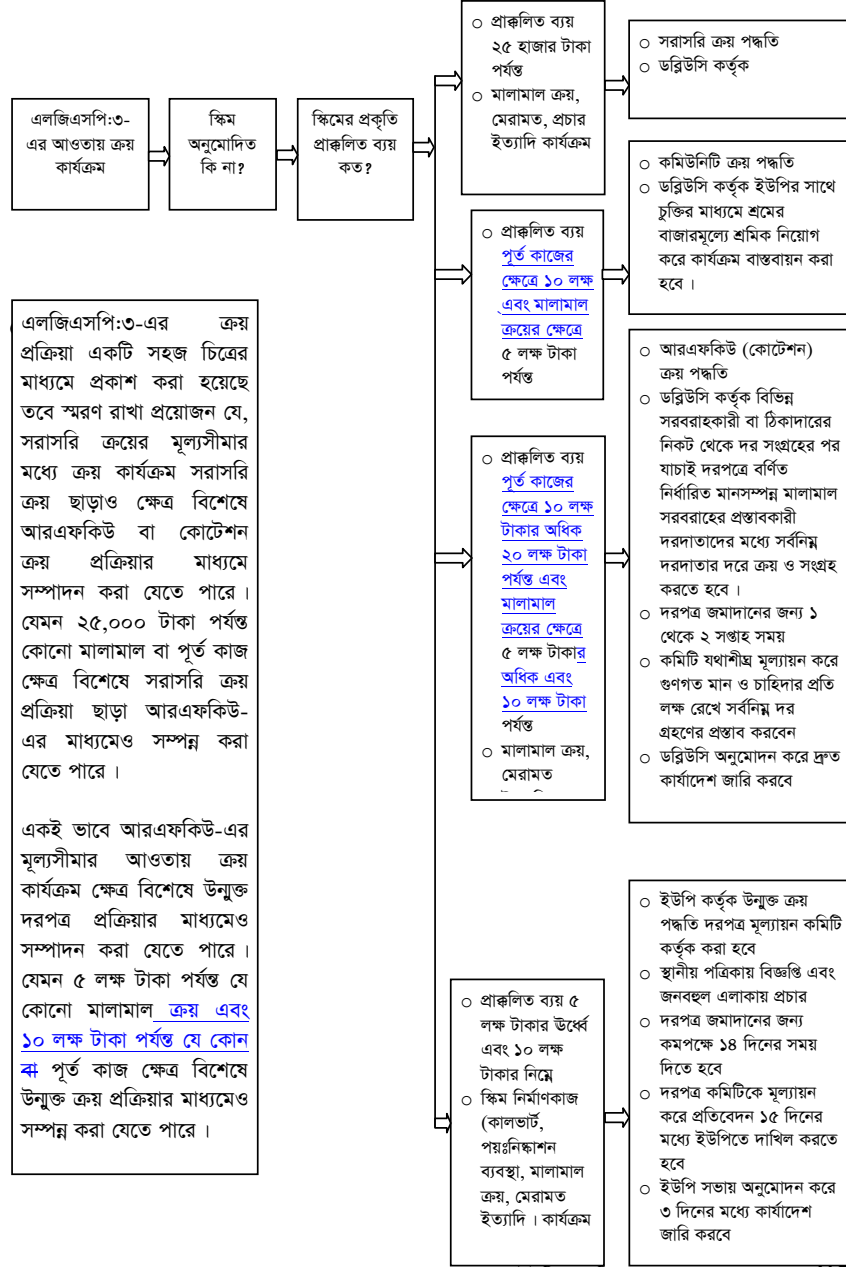 এলজিএসপি:৩-
এর আওতায় ক্রয়
কার্যক্রম
স্কিম
অনুমোদিত
কি না?
স্কিমের প্রকৃতি
প্রাক্কলিত ব্যয়
কত?
○ প্রাক্কলিত ব্যয়
২৫ হাজার টাকা
পর্যন্ত
○ মালামাল ক্রয়,
মেরামত, প্রচার
ইত্যাদি কার্যক্রম
○ সরাসরি ক্রয় পদ্ধতি
○ ডব্লিউসি কর্তৃক
○ প্রাক্কলিত ব্যয়
পূর্ত কাজের
ক্ষেত্রে ১০ লক্ষ
এবং মালামাল
ক্রয়ের ক্ষেত্রে
৫ লক্ষ টাকা
পর্যন্ত
○ কমিউনিটি ক্রয় পদ্ধতি
○ ডব্লিউসি কর্তৃক ইউপির সাথে
চুক্তির মাধ্যমে শ্রমের
বাজারমূল্যে শ্রমিক নিয়োগ
করে কার্যক্রম বাস্তবায়ন করা
হবে ।
এলজিএসপি:৩-এর ক্রয়
প্রক্রিয়া একটি সহজ চিত্রের
মাধ্যমে প্রকাশ করা হয়েছে
তবে স্মরণ রাখা প্রয়োজন যে,
সরাসরি ক্রয়ের মূল্যসীমার
মধ্যে ক্রয় কার্যক্রম সরাসরি
ক্রয় ছাড়াও ক্ষেত্র বিশেষে
আরএফকিউ বা কোটেশন
ক্রয় প্রক্রিয়ার মাধ্যমে
সম্পাদন করা যেতে পারে ।
যেমন ২৫,০০০ টাকা পর্যন্ত
কোনো মালামাল বা পূর্ত কাজ
ক্ষেত্র বিশেষে সরাসরি ক্রয়
প্রক্রিয়া ছাড়া আরএফকিউ-
এর মাধ্যমেও সম্পন্ন করা
যেতে পারে ।
একই ভাবে আরএফকিউ-এর
মূল্যসীমার আওতায় ক্রয়
কার্যক্রম ক্ষেত্র বিশেষে উন্মুক্ত
দরপত্র প্রক্রিয়ার মাধ্যমেও
সম্পাদন করা যেতে পারে ।
যেমন ৫ লক্ষ টাকা পর্যন্ত যে
কোনো মালামাল ক্রয় এবং
১০ লক্ষ টাকা পর্যন্ত যে কোন
বা পূর্ত কাজ ক্ষেত্র বিশেষে
উন্মুক্ত ক্রয় প্রক্রিয়ার মাধ্যমেও
সম্পন্ন করা যেতে পারে ।
○ প্রাক্কলিত ব্যয়
পূর্ত কাজের
ক্ষেত্রে ১০ লক্ষ
টাকার অধিক
২০ লক্ষ টাকা
পর্যন্ত এবং
মালামাল
ক্রয়ের ক্ষেত্রে
৫ লক্ষ টাকার
অধিক এবং
১০ লক্ষ টাকা
পর্যন্ত
○ মালামাল ক্রয়,
মেরামত
○ আরএফকিউ (কোটেশন)
ক্রয় পদ্ধতি
○ ডব্লিউসি কর্তৃক বিভিন্ন
সরবরাহকারী বা ঠিকাদারের
নিকট থেকে দর সংগ্রহের পর
যাচাই দরপত্রে বর্ণিত
নির্ধারিত মানসম্পন্ন মালামাল
সরবরাহের প্রস্তাবকারী
দরদাতাদের মধ্যে সর্বনিম্ন
দরদাতার দরে ক্রয় ও সংগ্রহ
করতে হবে ।
○ দরপত্র জমাদানের জন্য ১
থেকে ২ সপ্তাহ সময়
○ কমিটি যথাশীঘ্র মূল্যায়ন করে
গুণগত মান ও চাহিদার প্রতি
লক্ষ রেখে সর্বনিম্ন দর
গ্রহণের প্রস্তাব করবেন
○ ডব্লিউসি অনুমোদন করে দ্রুত
কার্যাদেশ জারি করবে
○ প্রাক্কলিত ব্যয় ৫
লক্ষ টাকার ঊর্ধ্বে
এবং ১০ লক্ষ
টাকার নিম্নে
○ স্কিম নির্মাণকাজ
(কালভার্ট,
পয়ঃনিষ্কাশন
ব্যবস্থা, মালামাল
ক্রয়, মেরামত
ইত্যাদি । কার্যক্রম
○ ইউপি কর্তৃক উন্মুক্ত ক্রয়
পদ্ধতি দরপত্র মূল্যায়ন কমিটি
কর্তৃক করা হবে
○ স্থানীয় পত্রিকায় বিজ্ঞপ্তি এবং
জনবহুল এলাকায় প্রচার
○ দরপত্র জমাদানের জন্য
কমপক্ষে ১৪ দিনের সময়
দিতে হবে
○ দরপত্র কমিটিকে মূল্যায়ন
করে প্রতিবেদন ১৫ দিনের
মধ্যে ইউপিতে দাখিল করতে
হবে
○ ইউপি সভায় অনুমোদন করে
৩ দিনের মধ্যে কার্যাদেশ
জারি করবে